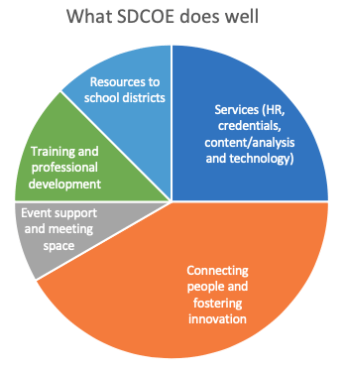 What SDCOE does well
Resources to
school districts
Services (HR,
credentials,
content/analysis
and technology)
Training and
professional
development
Event support
and meeting
space
Connecting
people and
fostering
innovation